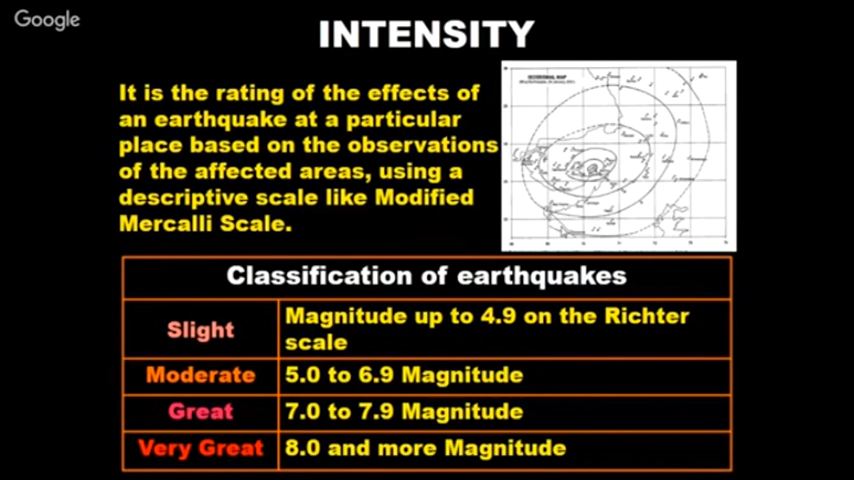 Google
INTENSITY
It is the rating of the effects of
an earthquake at a particular
place based on the observations
of the affected areas, using a
descriptive scale like Modified
Mercalli Scale.
ISOSEISMAL MAP
Classification of earthquakes
Slight
Magnitude up to 4.9 on the Richter
scale
Moderate
5.0 to 6.9 Magnitude
Great
7.0 to 7.9 Magnitude
Very Great
8.0 and more Magnitude